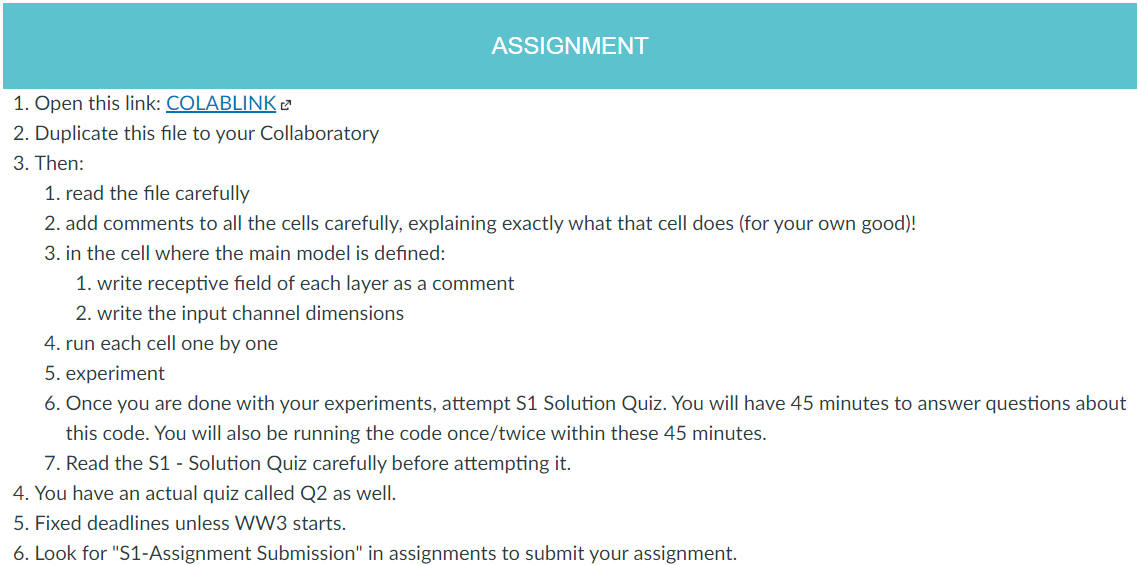 ASSIGNMENT
1. Open this link: COLABLINK
2. Duplicate this file to your Collaboratory
3. Then:
1. read the file carefully
2. add comments to all the cells carefully, explaining exactly what that cell does (for your own good)!
3. in the cell where the main model is defined:
1. write receptive field of each layer as a comment
2. write the input channel dimensions
4. run each cell one by one
5. experiment
6. Once you are done with your experiments, attempt S1 Solution Quiz. You will have 45 minutes to answer questions about
this code. You will also be running the code once/twice within these 45 minutes.
7. Read the S1 - Solution Quiz carefully before attempting it.
4. You have an actual quiz called Q2 as well.
5. Fixed deadlines unless WW3 starts.
6. Look for "S1-Assignment Submission" in assignments to submit your assignment.